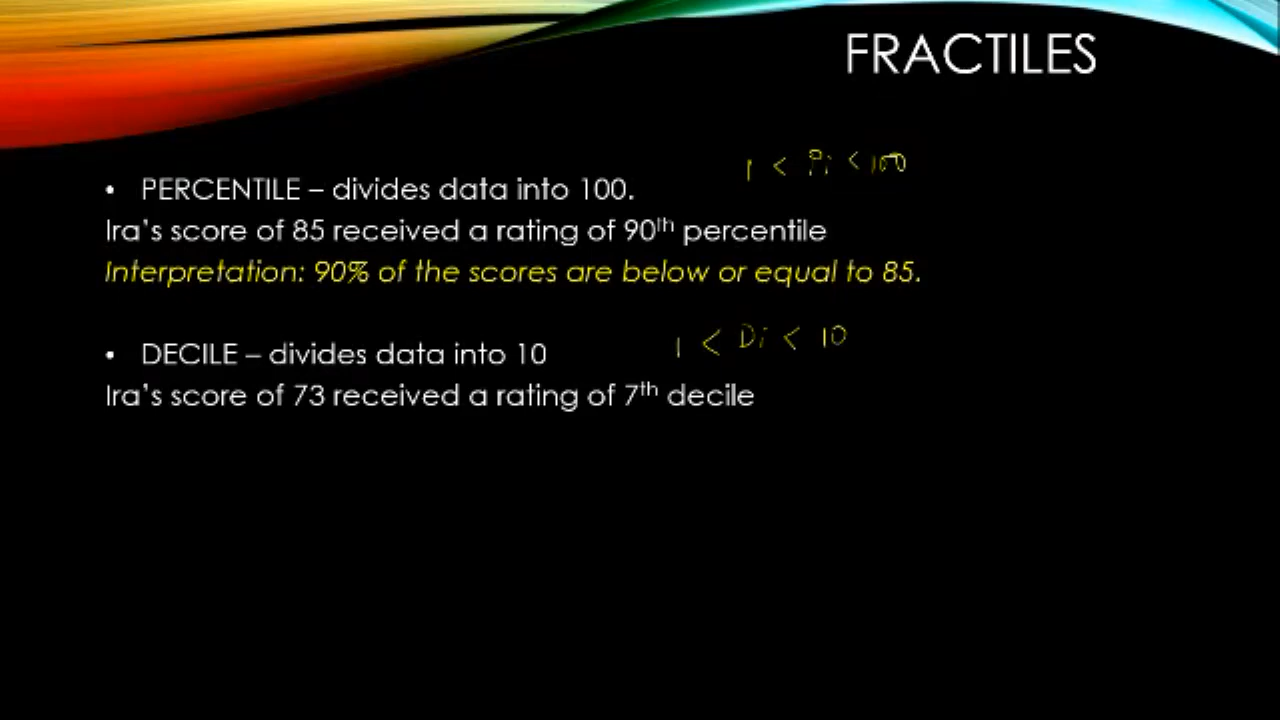 FRACTILES
1 < Pi < 100
• PERCENTILE – divides data into 100.
Ira's score of 85 received a rating of 90th percentile
Interpretation: 90% of the scores are below or equal to 85.
1 < Di < 10
• DECILE – divides data into 10
Ira's score of 73 received a rating of 7th decile